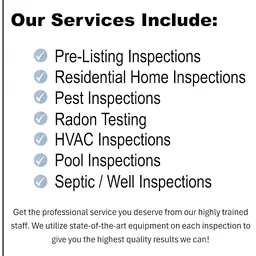 Our Services Include:
Pre-Listing Inspections
Residential Home Inspections
Pest Inspections
Radon Testing
HVAC Inspections
Pool Inspections
Septic / Well Inspections
Get the professional service you deserve from our highly trained
staff. We utilize state-of-the-art equipment on each inspection to
give you the highest quality results we can!